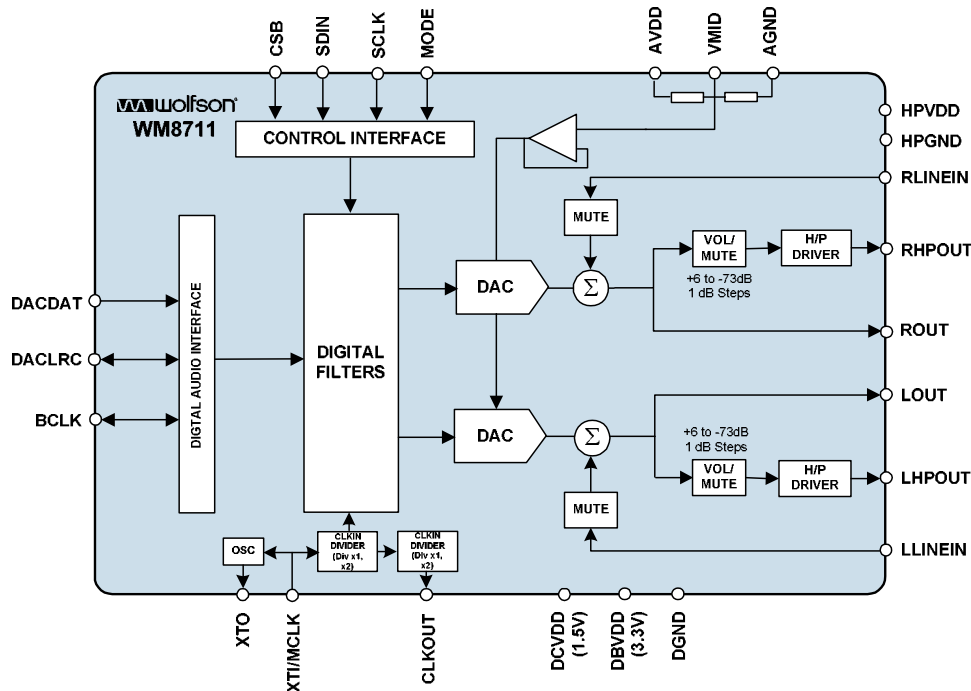 CSB
SDIN
SCLK
MODE
AVDD
VMID
AGND
wolfson®
WM8711
CONTROL INTERFACE
HPVDD
HPGND
RLINEIN
MUTE
VOL/
MUTE
H/P
DRIVER
RHPOUT
+6 to -73dB
1 dB Steps
DAC
Σ
ROUT
DACDAT
DACLRC
BCLK
DIGTAL AUDIO INTERFACE
DIGITAL
FILTERS
LOUT
DAC
Σ
+6 to -73dB
1 dB Steps
VOL/
MUTE
H/P
DRIVER
LHPOUT
MUTE
LLINEIN
OSC
CLKIN
DIVIDER
(Div x1,
x2)
CLKIN
DIVIDER
(Div x1,
x2)
XTO
XTI/MCLK
CLKOUT
DCVDD
(1.5V)
DBVDD
(3.3V)
DGND